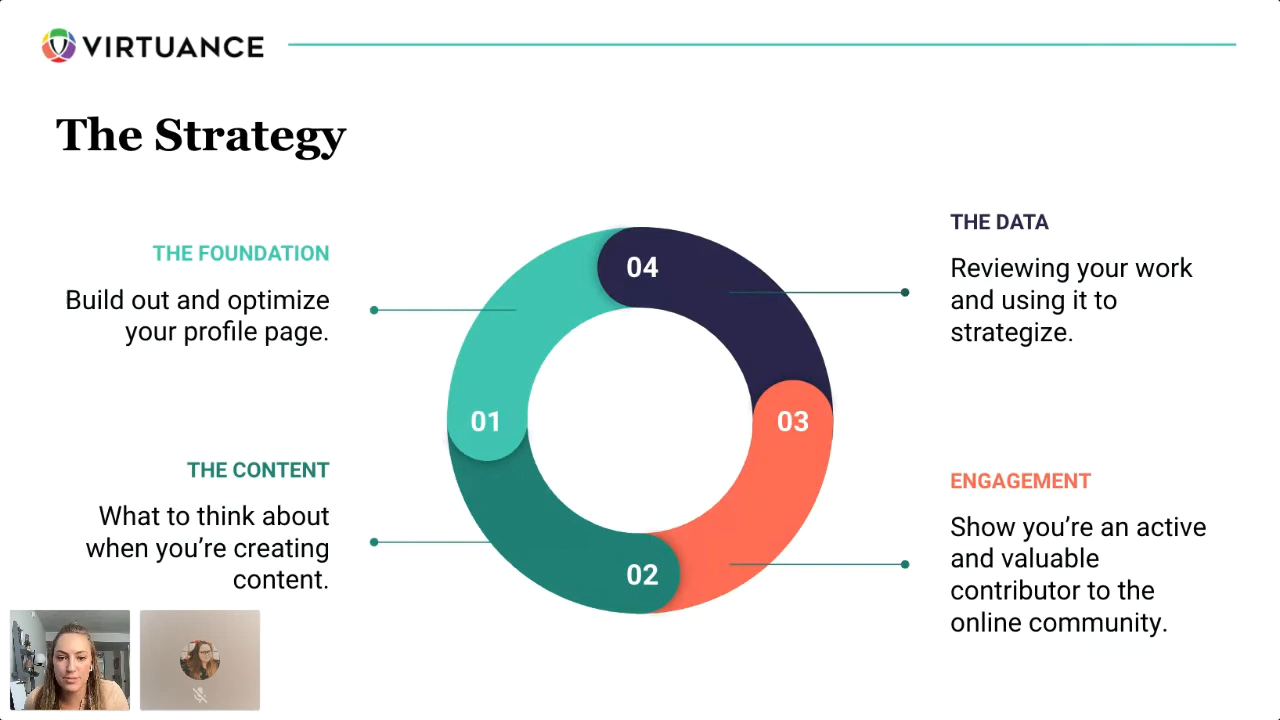 VIRTUANCE
The Strategy
THE FOUNDATION
Build out and optimize
your profile page.
01
THE CONTENT
What to think about
when you’re creating
content.
02
03
04
THE DATA
Reviewing your work
and using it to
strategize.
ENGAGEMENT
Show you’re an active
and valuable
contributor to the
online community.